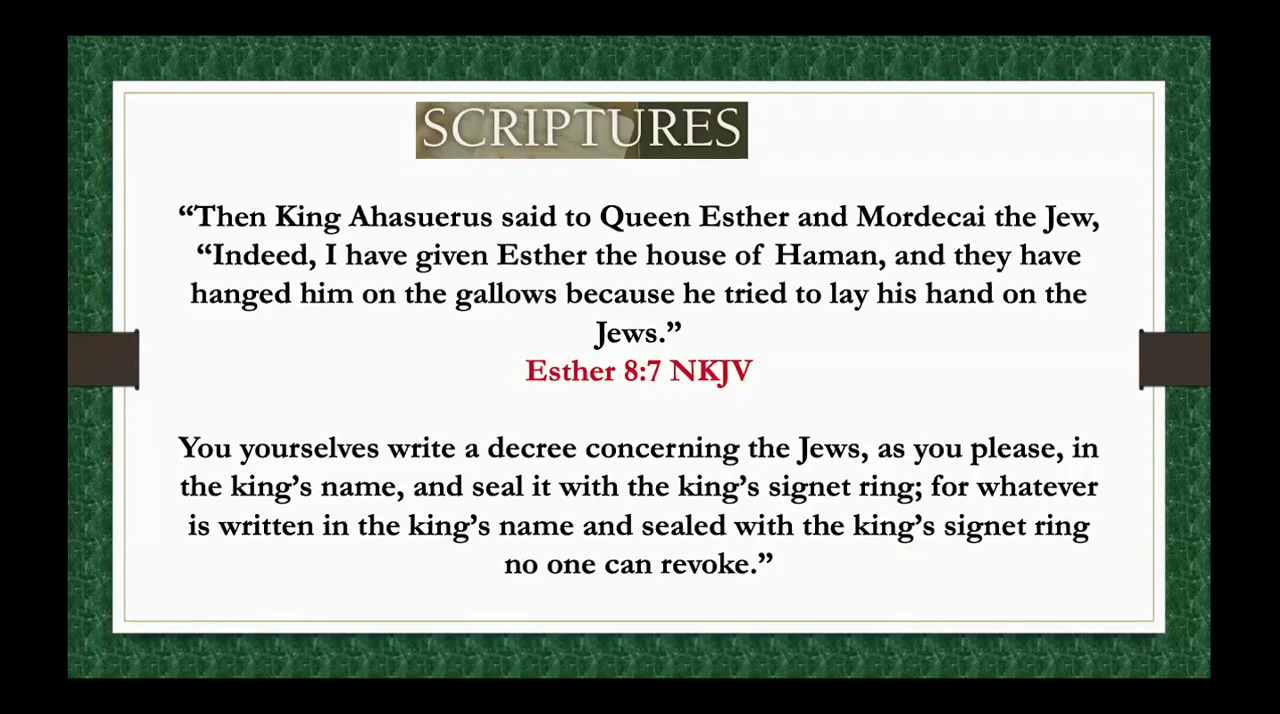 SCRIPTURES
“Then King Ahasuerus said to Queen Esther and Mordecai the Jew,
“Indeed, I have given Esther the house of Haman, and they have
hanged him on the gallows because he tried to lay his hand on the
Jews.”
Esther 8:7 NKJV
You yourselves write a decree concerning the Jews, as you please, in
the king’s name, and seal it with the king’s signet ring; for whatever
is written in the king’s name and sealed with the king’s signet ring
no one can revoke.”